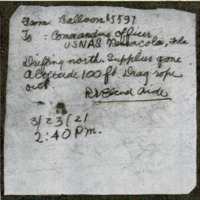 From Balloon A5597
To: Commanding Officer
USNAS Pensacola, Fla
Drifting north. Supplies gone
Altitude 100 ft. Drag rope
out.
3/23/21
2:40 P.m.